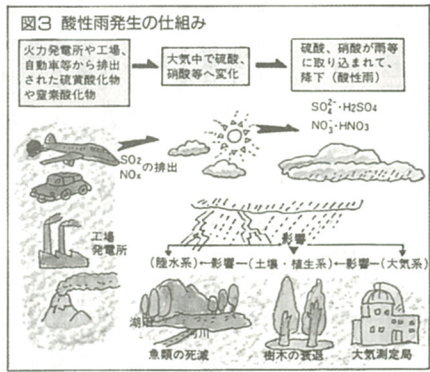 図3 酸性雨発生の仕組み
火力発電所や工場、
自動車等から排出
された硫黄酸化物
や窒素酸化物
大気中で硫酸、
硝酸等へ変化
硫酸、硝酸が雨等
に取り込まれて、
降下（酸性雨）
SO₂
NOx
の排出
SO₄²⁻・H₂SO₄
NO₃⁻・HNO₃
工場
発電所
影響
(陸水系)←影響─(土壌・植生系)←影響─(大気系)
湖沼
河川
魚類の死滅
樹木の衰退
大気測定局